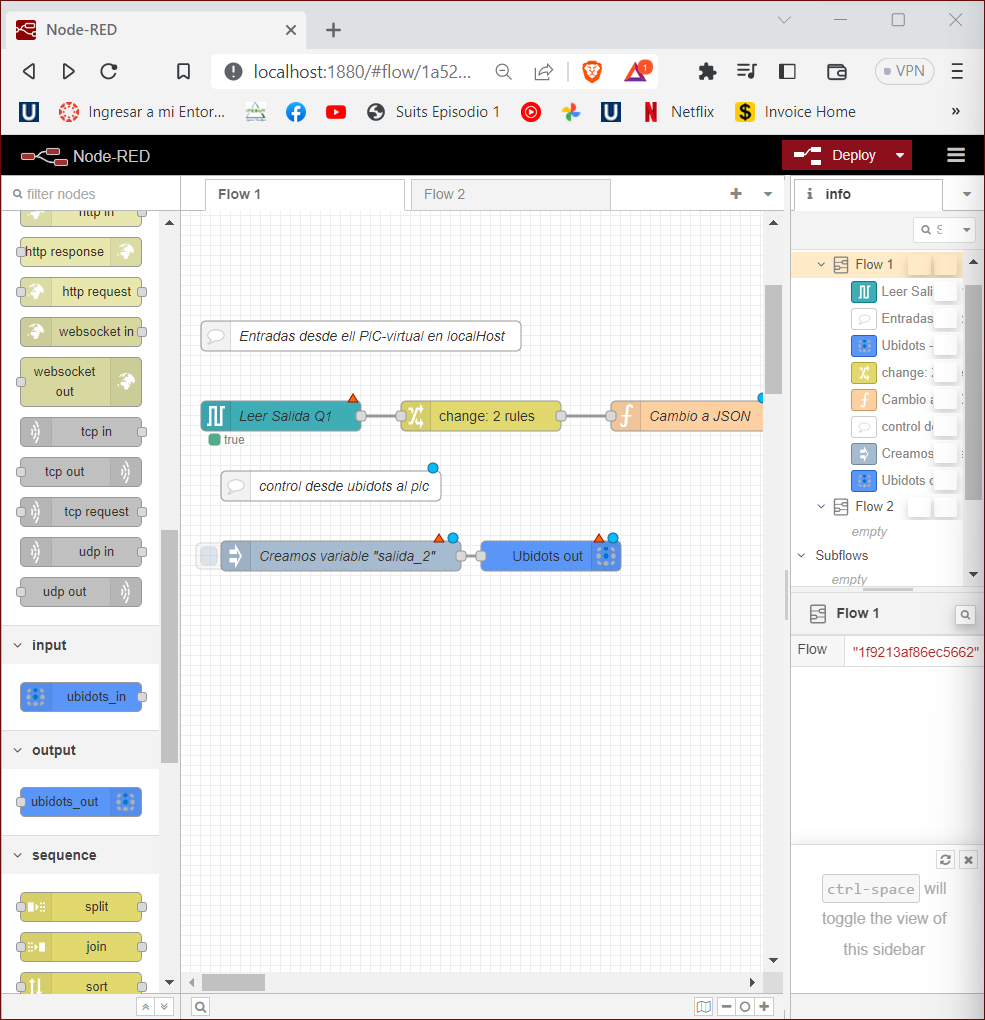 Node-RED
localhost:1880/#flow/1a52...
1
VPN
Ingresar a mi Entor...
Suits Episodio 1
Netflix
Invoice Home
»
Node-RED
Deploy
filter nodes
http in
http response
http request
websocket in
websocket
out
tcp in
tcp out
tcp request
udp in
udp out
input
ubidots_in
output
ubidots_out
sequence
split
join
sort
Flow 1
Flow 2
Entradas desde ell PIC-virtual en localHost
Leer Salida Q1
change: 2 rules
Cambio a JSON
true
control desde ubidots al plc
Creamos variable "salida_2"
Ubidots out
info
S
Flow 1
Leer Sali
Entradas
Ubidots -
change: 2
Cambio a
control de
Creamos
Ubidots o
Flow 2
empty
Subflows
empty
Flow 1
Flow
"1f9213af86ec5662"
ctrl-space will
toggle the view of
this sidebar